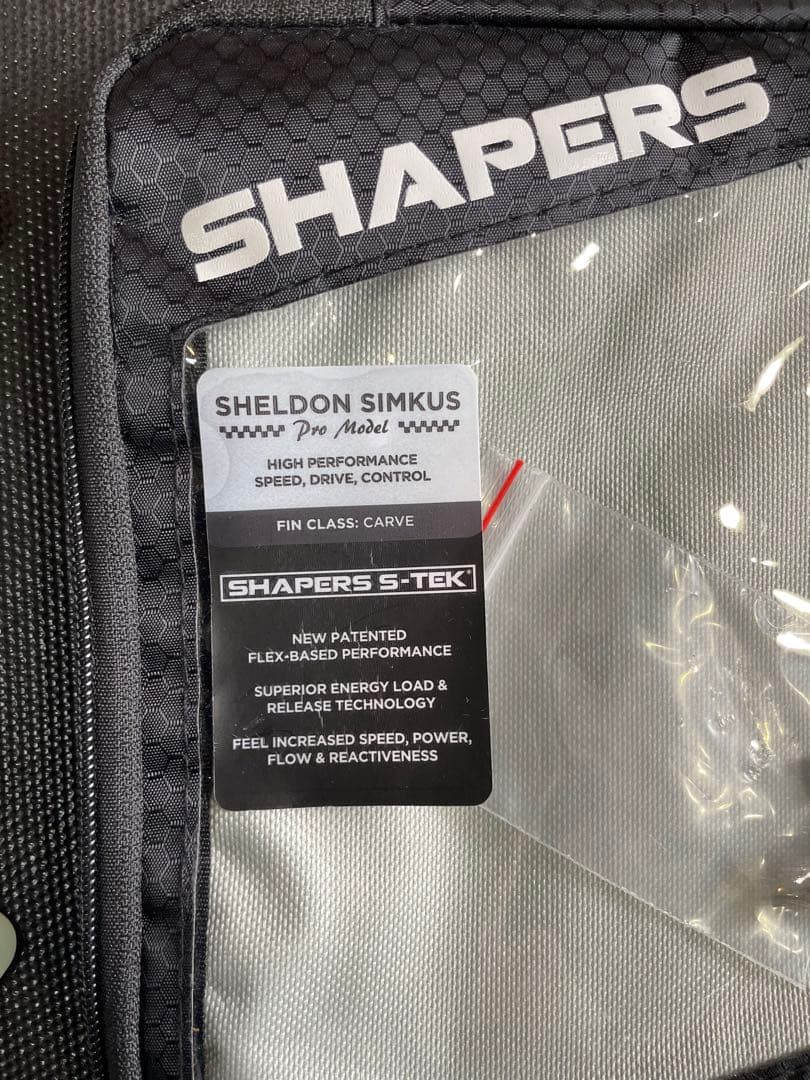 SHAPERS
SHELDON SIMKUS
Pro Model
HIGH PERFORMANCE
SPEED, DRIVE, CONTROL
FIN CLASS: CARVE
SHAPERS S-TEK®
NEW PATENTED
FLEX-BASED PERFORMANCE
SUPERIOR ENERGY LOAD &
RELEASE TECHNOLOGY
FEEL INCREASED SPEED, POWER,
FLOW & REACTIVENESS